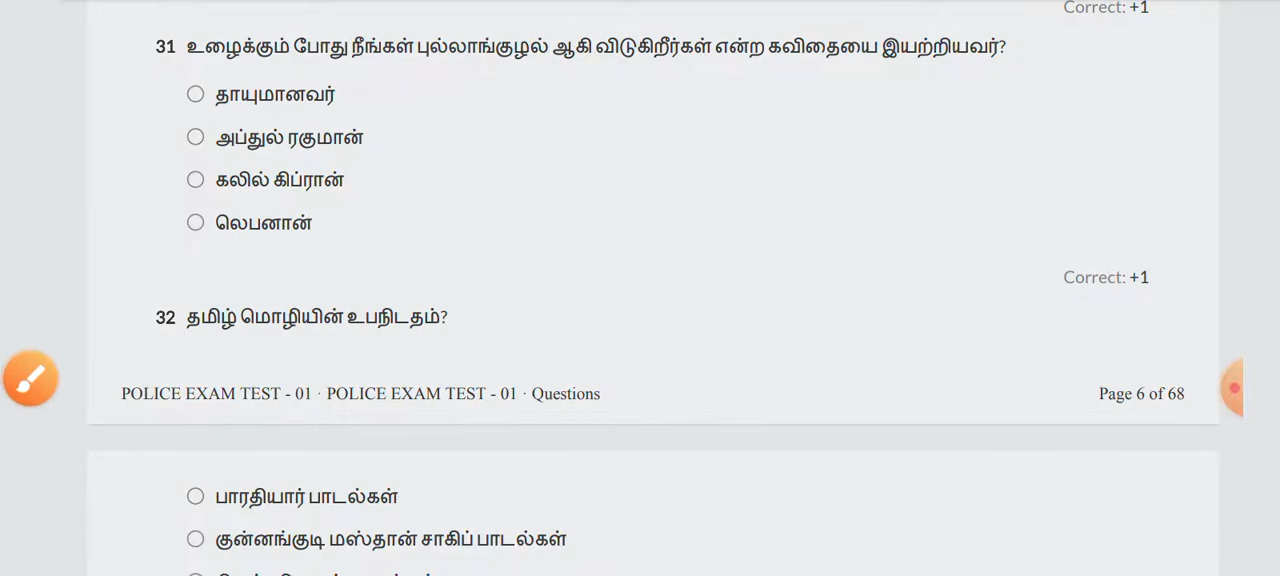 Correct: +1
31 உழைக்கும் போது நீங்கள் புல்லாங்குழல் ஆகி விடுகிறீர்கள் என்ற கவிதையை இயற்றியவர்?
தாயுமானவர்
அப்துல் ரகுமான்
கலில் கிப்ரான்
லெபனான்
Correct: +1
32 தமிழ் மொழியின் உபநிடதம்?
POLICE EXAM TEST - 01 · POLICE EXAM TEST - 01 · Questions Page 6 of 68
பாரதியார் பாடல்கள்
குன்னங்குடி மஸ்தான் சாகிப் பாடல்கள்